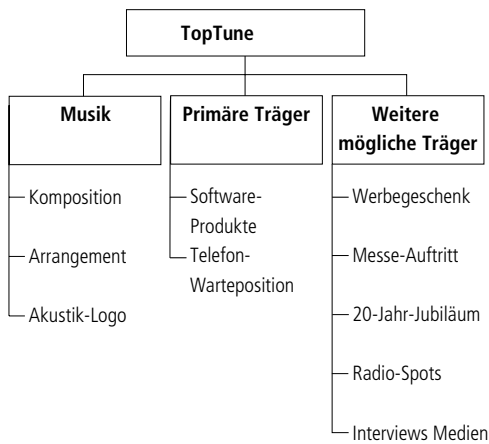 TopTune
Musik
Komposition
Arrangement
Akustik-Logo
Primäre Träger
Software-
Produkte
Telefon-
Warteposition
Weitere
mögliche Träger
Werbegeschenk
Messe-Auftritt
20-Jahr-Jubiläum
Radio-Spots
Interviews Medien